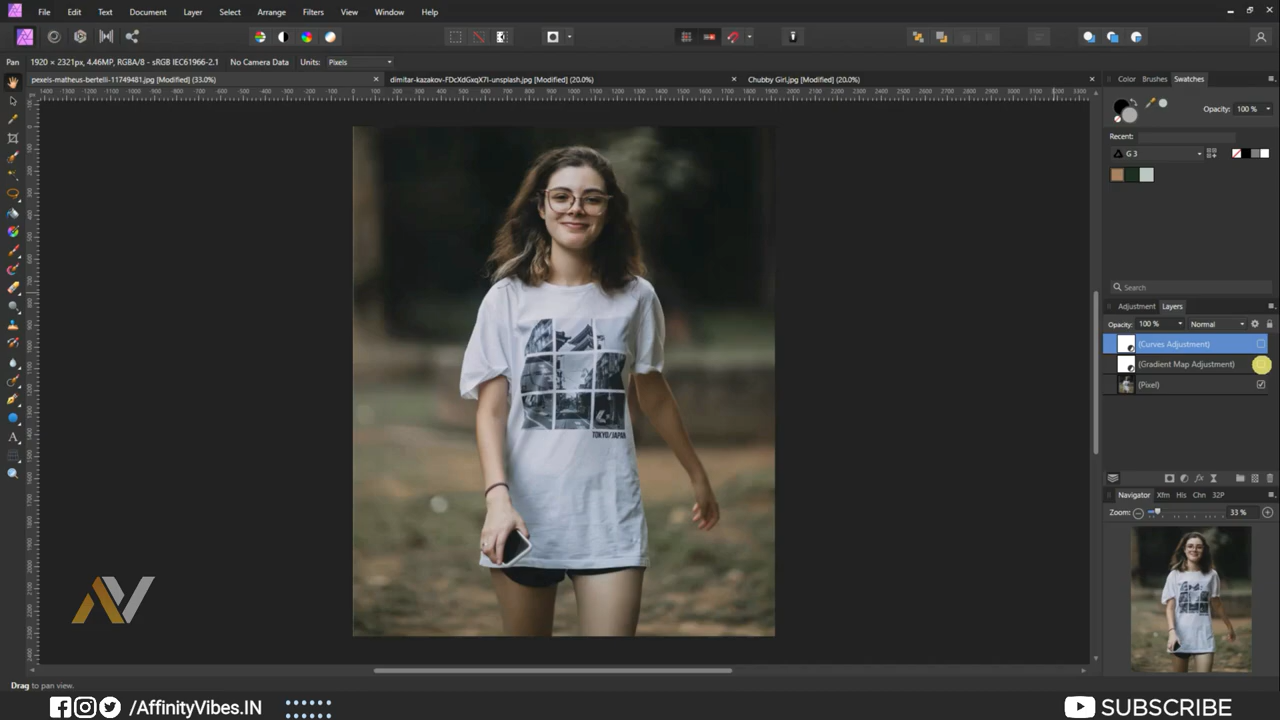 File Edit Text Document Layer Select Arrange Filters View Window Help
Pan 1920 × 2321px, 4.46MP, RGBA/8 - sRGB IEC61966-2.1 No Camera Data Units: Pixels
pexels-matheus-bertelli-11749481.jpg [Modified] (33.0%)
dimitar-kazakov-FDcXdGxqX7I-unsplash.jpg [Modified] (20.0%)
Chubby Girl.jpg [Modified] (20.0%)
Color Brushes Swatches
Opacity: 100 %
Recent:
G 3
Search
Adjustment Layers
Opacity: 100 % Normal
(Curves Adjustment)
(Gradient Map Adjustment)
(Pixel)
Navigator Xfm His Chn 32P
Zoom: 33 %
TOKYO/JAPAN
AV
Drag to pan view.
/AffinityVibes.IN
SUBSCRIBE